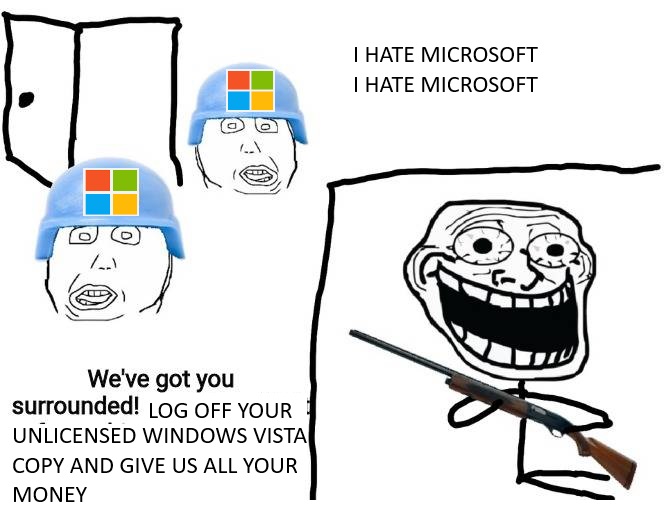 I HATE MICROSOFT
I HATE MICROSOFT
We've got you
surrounded! LOG OFF YOUR
UNLICENSED WINDOWS VISTA
COPY AND GIVE US ALL YOUR
MONEY